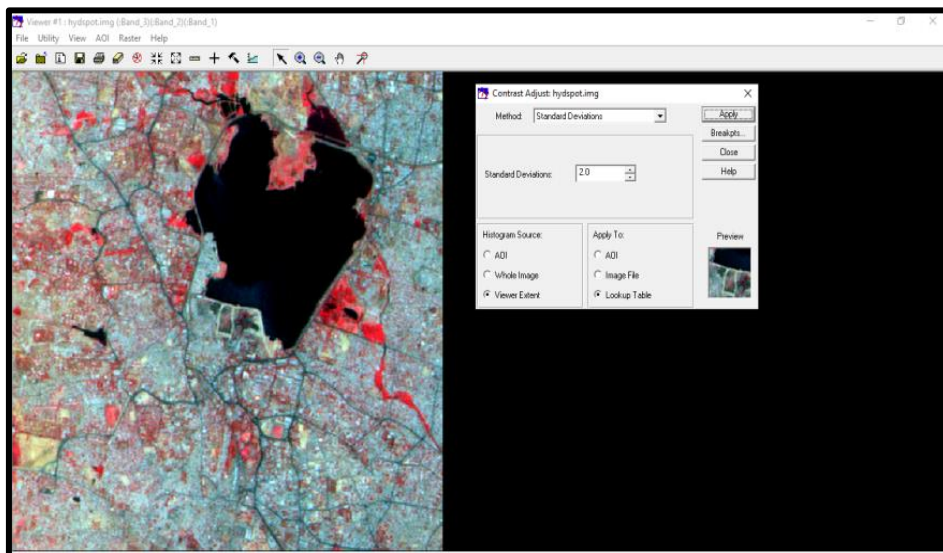 Viewer #1 : hydspot.img (:Band_3)(:Band_2)(:Band_1)
File Utility View AOI Raster Help
Contrast Adjust: hydspot.img
Method: Standard Deviations
Apply
Breakpts...
Close
Help
Standard Deviations: 2.0
Histogram Source:
AOI
Whole Image
Viewer Extent
Apply To:
AOI
Image File
Lookup Table
Preview